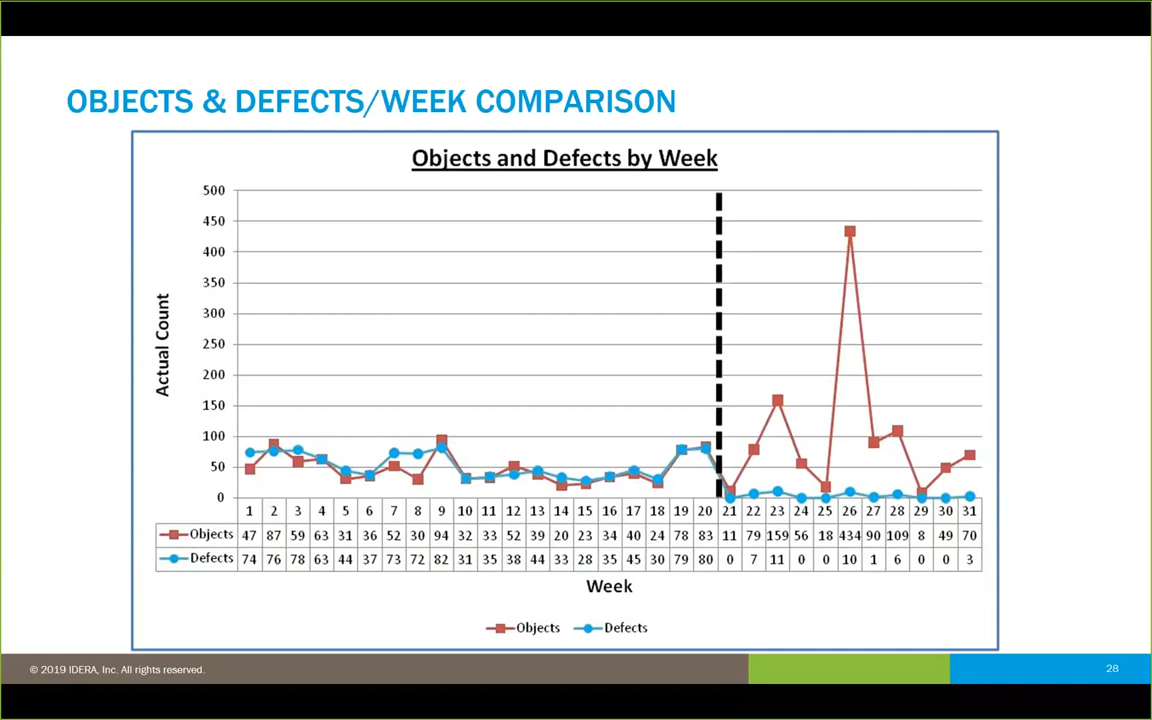 OBJECTS & DEFECTS/WEEK COMPARISON
Objects and Defects by Week
500
450
400
350
300
250
200
150
100
50
0
Actual Count
1 2 3 4 5 6 7 8 9 10 11 12 13 14 15 16 17 18 19 20 21 22 23 24 25 26 27 28 29 30 31
Objects 47 87 59 63 31 36 52 30 94 32 33 52 39 20 23 34 40 24 78 83 11 79 159 56 18 434 90 109 8 49 70
Defects 74 76 78 63 44 37 73 72 82 31 35 38 44 33 28 35 45 30 79 80 0 7 11 0 0 10 1 6 0 0 3
Week
Objects Defects
© 2019 IDERA, Inc. All rights reserved.
28